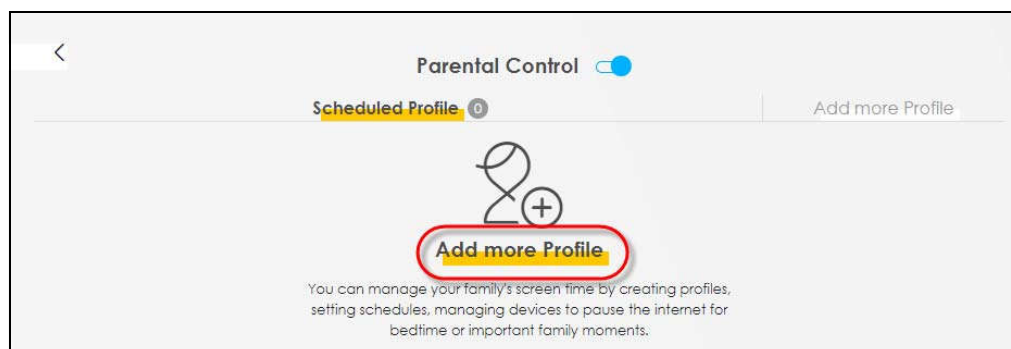 Parental Control
Scheduled Profile 0
Add more Profile
Add more Profile
You can manage your family's screen time by creating profiles,
setting schedules, managing devices to pause the internet for
bedtime or important family moments.